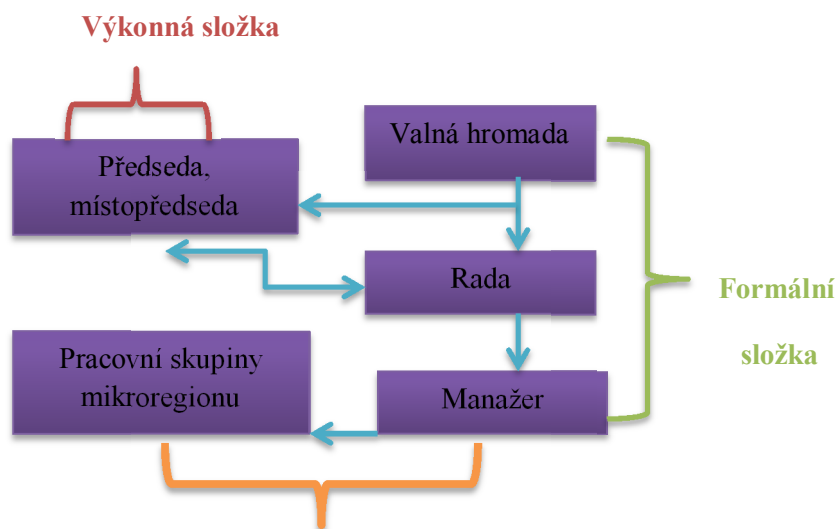 Výkonná složka
Předseda,
místopředseda
Valná hromada
Rada
Formální
složka
Pracovní skupiny
mikroregionu
Manažer